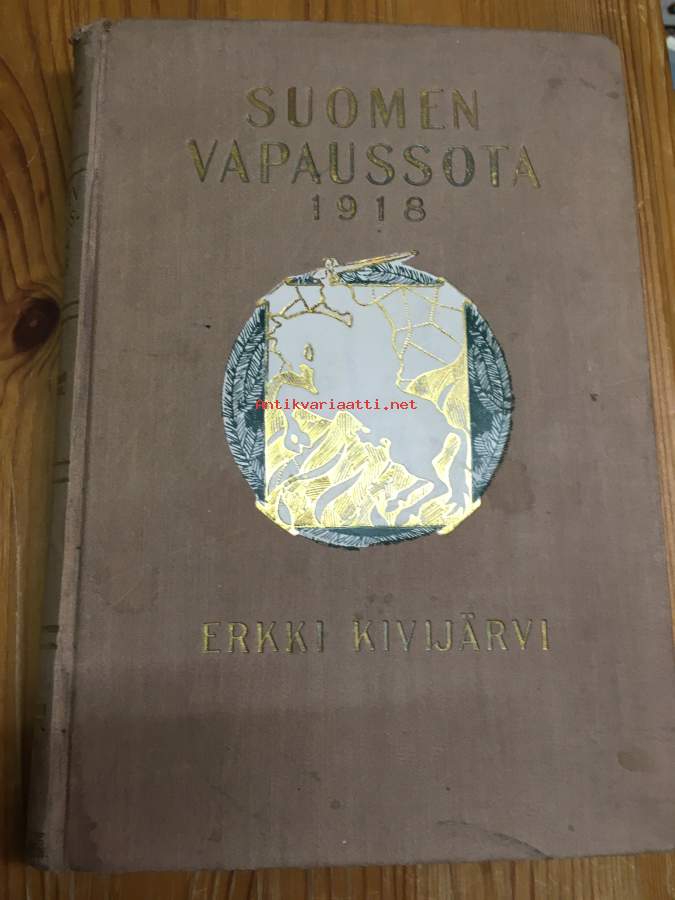 SUOMEN
VAPAUSSOTA
1918
Antikvariaatti.net
ERKKI KIVIJÄRVI